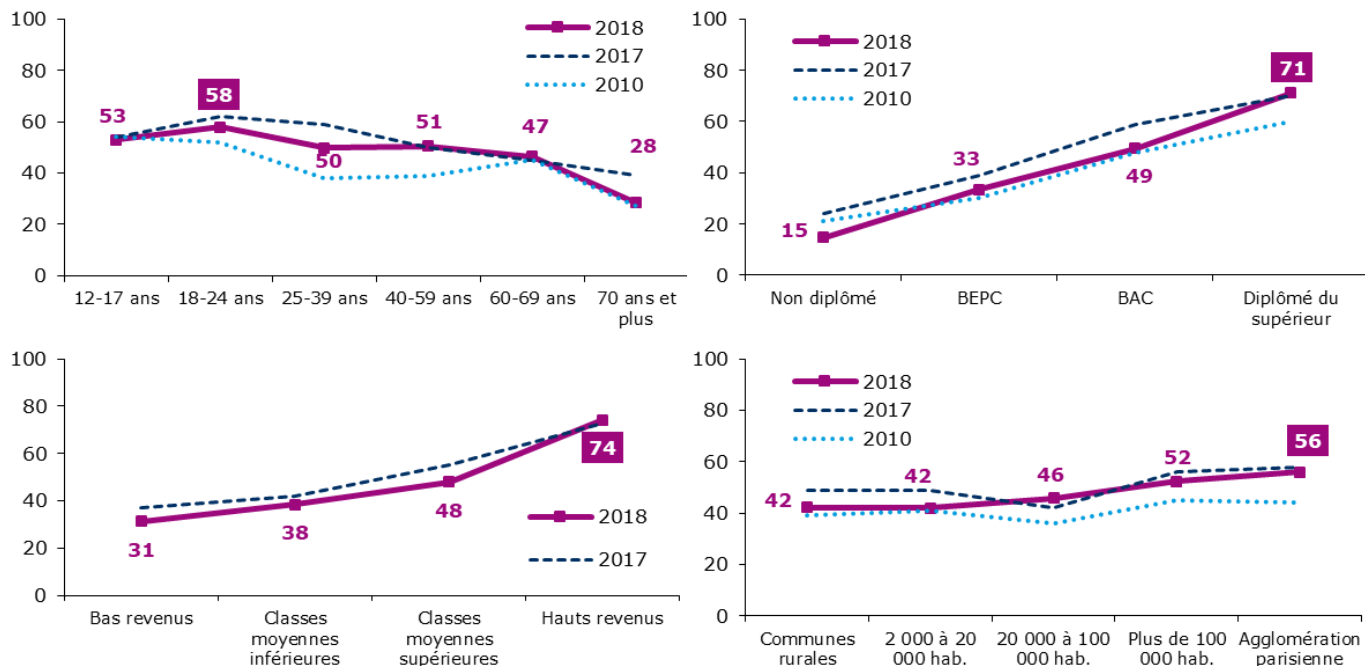 100
80
60
40
20
0
2018
2017
2010
53
58
50
51
47
28
12-17 ans
18-24 ans
25-39 ans
40-59 ans
60-69 ans
70 ans et
plus
100
80
60
40
20
0
2018
2017
2010
15
33
49
71
Non diplômé
BEPC
BAC
Diplômé du
supérieur
100
80
60
40
20
0
31
38
48
74
2018
2017
Bas revenus
Classes
moyennes
inférieures
Classes
moyennes
supérieures
Hauts revenus
100
80
60
40
20
0
2018
2017
2010
42
42
46
52
56
Communes
rurales
2 000 à 20
000 hab.
20 000 à 100
000 hab.
Plus de 100
000 hab.
Agglomération
parisienne